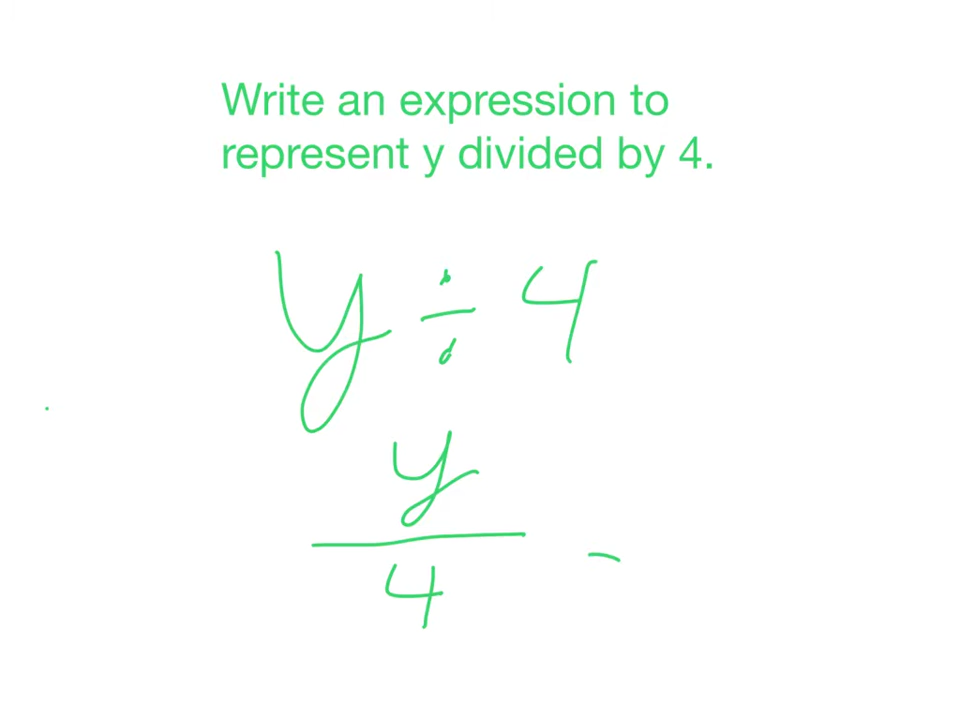 Write an expression to
represent y divided by 4.
y ÷ 4
y
4 -